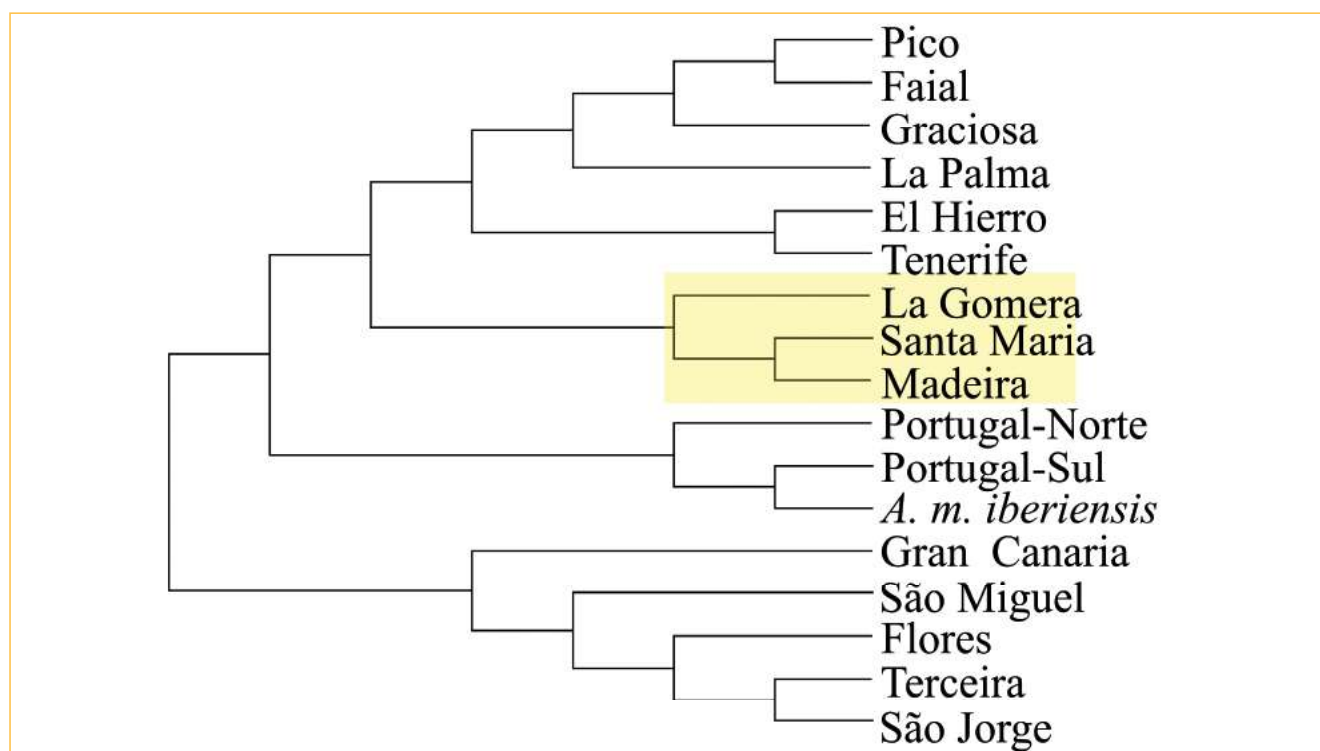 Pico
Faial
Graciosa
La Palma
El Hierro
Tenerife
La Gomera
Santa Maria
Madeira
Portugal-Norte
Portugal-Sul
A. m. iberiensis
Gran Canaria
São Miguel
Flores
Terceira
São Jorge